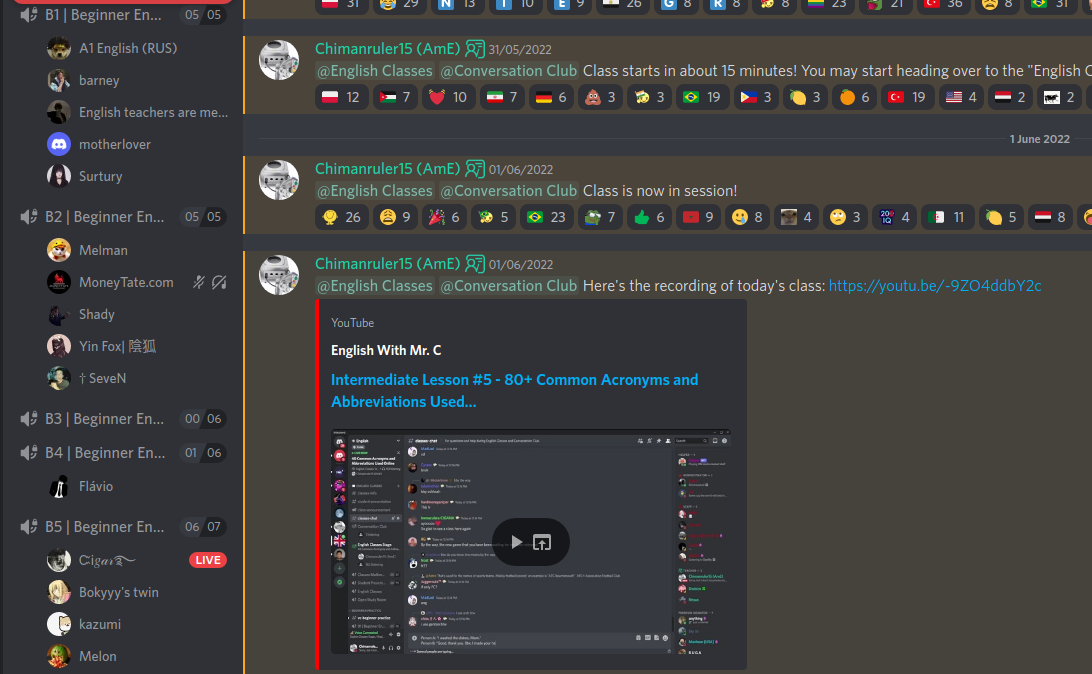 B1 | Beginner En... 05 05
A1 English (RUS)
barney
English teachers are me...
motherlover
Surtury
B2 | Beginner En... 05 05
Melman
MoneyTate.com
Shady
Yin Fox| 陰狐
† SeveN
B3 | Beginner En... 00 06
B4 | Beginner En... 01 06
Flávio
B5 | Beginner En... 06 07
Cigar LIVE
Bokyyy's twin
kazumi
Melon
31 29 N 13 I 10 E 9 26 G 8 R 8 8 23 21 36 8 31
Chimanruler15 (AmE) 31/05/2022
@English Classes @Conversation Club Class starts in about 15 minutes! You may start heading over to the "English C
12 7 10 7 6 3 3 19 3 3 6 19 4 2 2
1 June 2022
Chimanruler15 (AmE) 01/06/2022
@English Classes @Conversation Club Class is now in session!
26 9 6 5 23 7 6 9 8 4 3 200 IQ 4 11 5 8
Chimanruler15 (AmE) 01/06/2022
@English Classes @Conversation Club Here's the recording of today's class: https://youtu.be/-9ZO4ddbY2c
YouTube
English With Mr. C
Intermediate Lesson #5 - 80+ Common Acronyms and
Abbreviations Used...